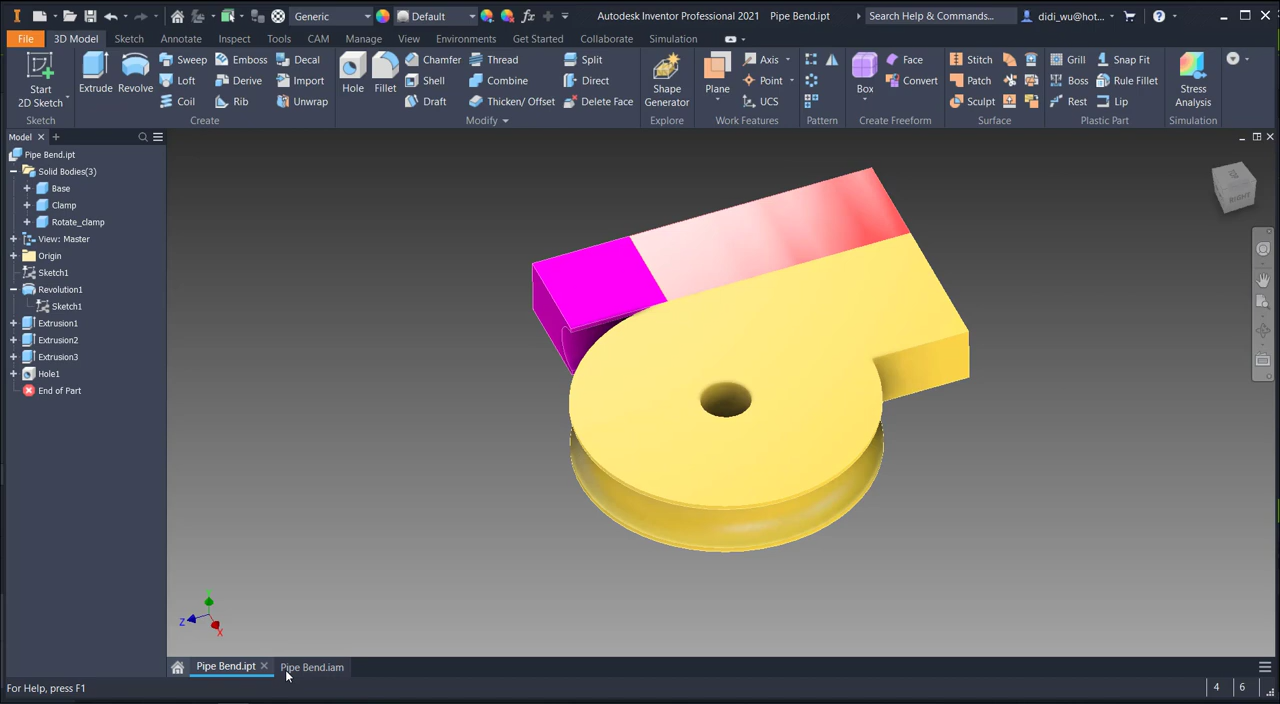 Generic
Default
Autodesk Inventor Professional 2021 Pipe Bend.ipt
Search Help & Commands...
didi_wu@hot...
File 3D Model Sketch Annotate Inspect Tools CAM Manage View Environments Get Started Collaborate Simulation
Start 2D Sketch
Extrude
Revolve
Sweep Emboss Decal
Loft Derive Import
Coil Rib Unwrap
Hole
Fillet
Chamfer Thread Split
Shell Combine Direct
Draft Thicken/ Offset Delete Face
Shape Generator
Plane
Axis
Point
UCS
Box
Face
Convert
Stitch
Patch
Sculpt
Grill Snap Fit
Boss Rule Fillet
Rest Lip
Stress Analysis
Sketch Create Modify Explore Work Features Pattern Create Freeform Surface Plastic Part Simulation
Model
Pipe Bend.ipt
Solid Bodies(3)
Base
Clamp
Rotate_clamp
View: Master
Origin
Sketch1
Revolution1
Sketch1
Extrusion1
Extrusion2
Extrusion3
Hole1
End of Part
RIGHT
Z
X
Pipe Bend.ipt Pipe Bend.iam
For Help, press F1
4 6